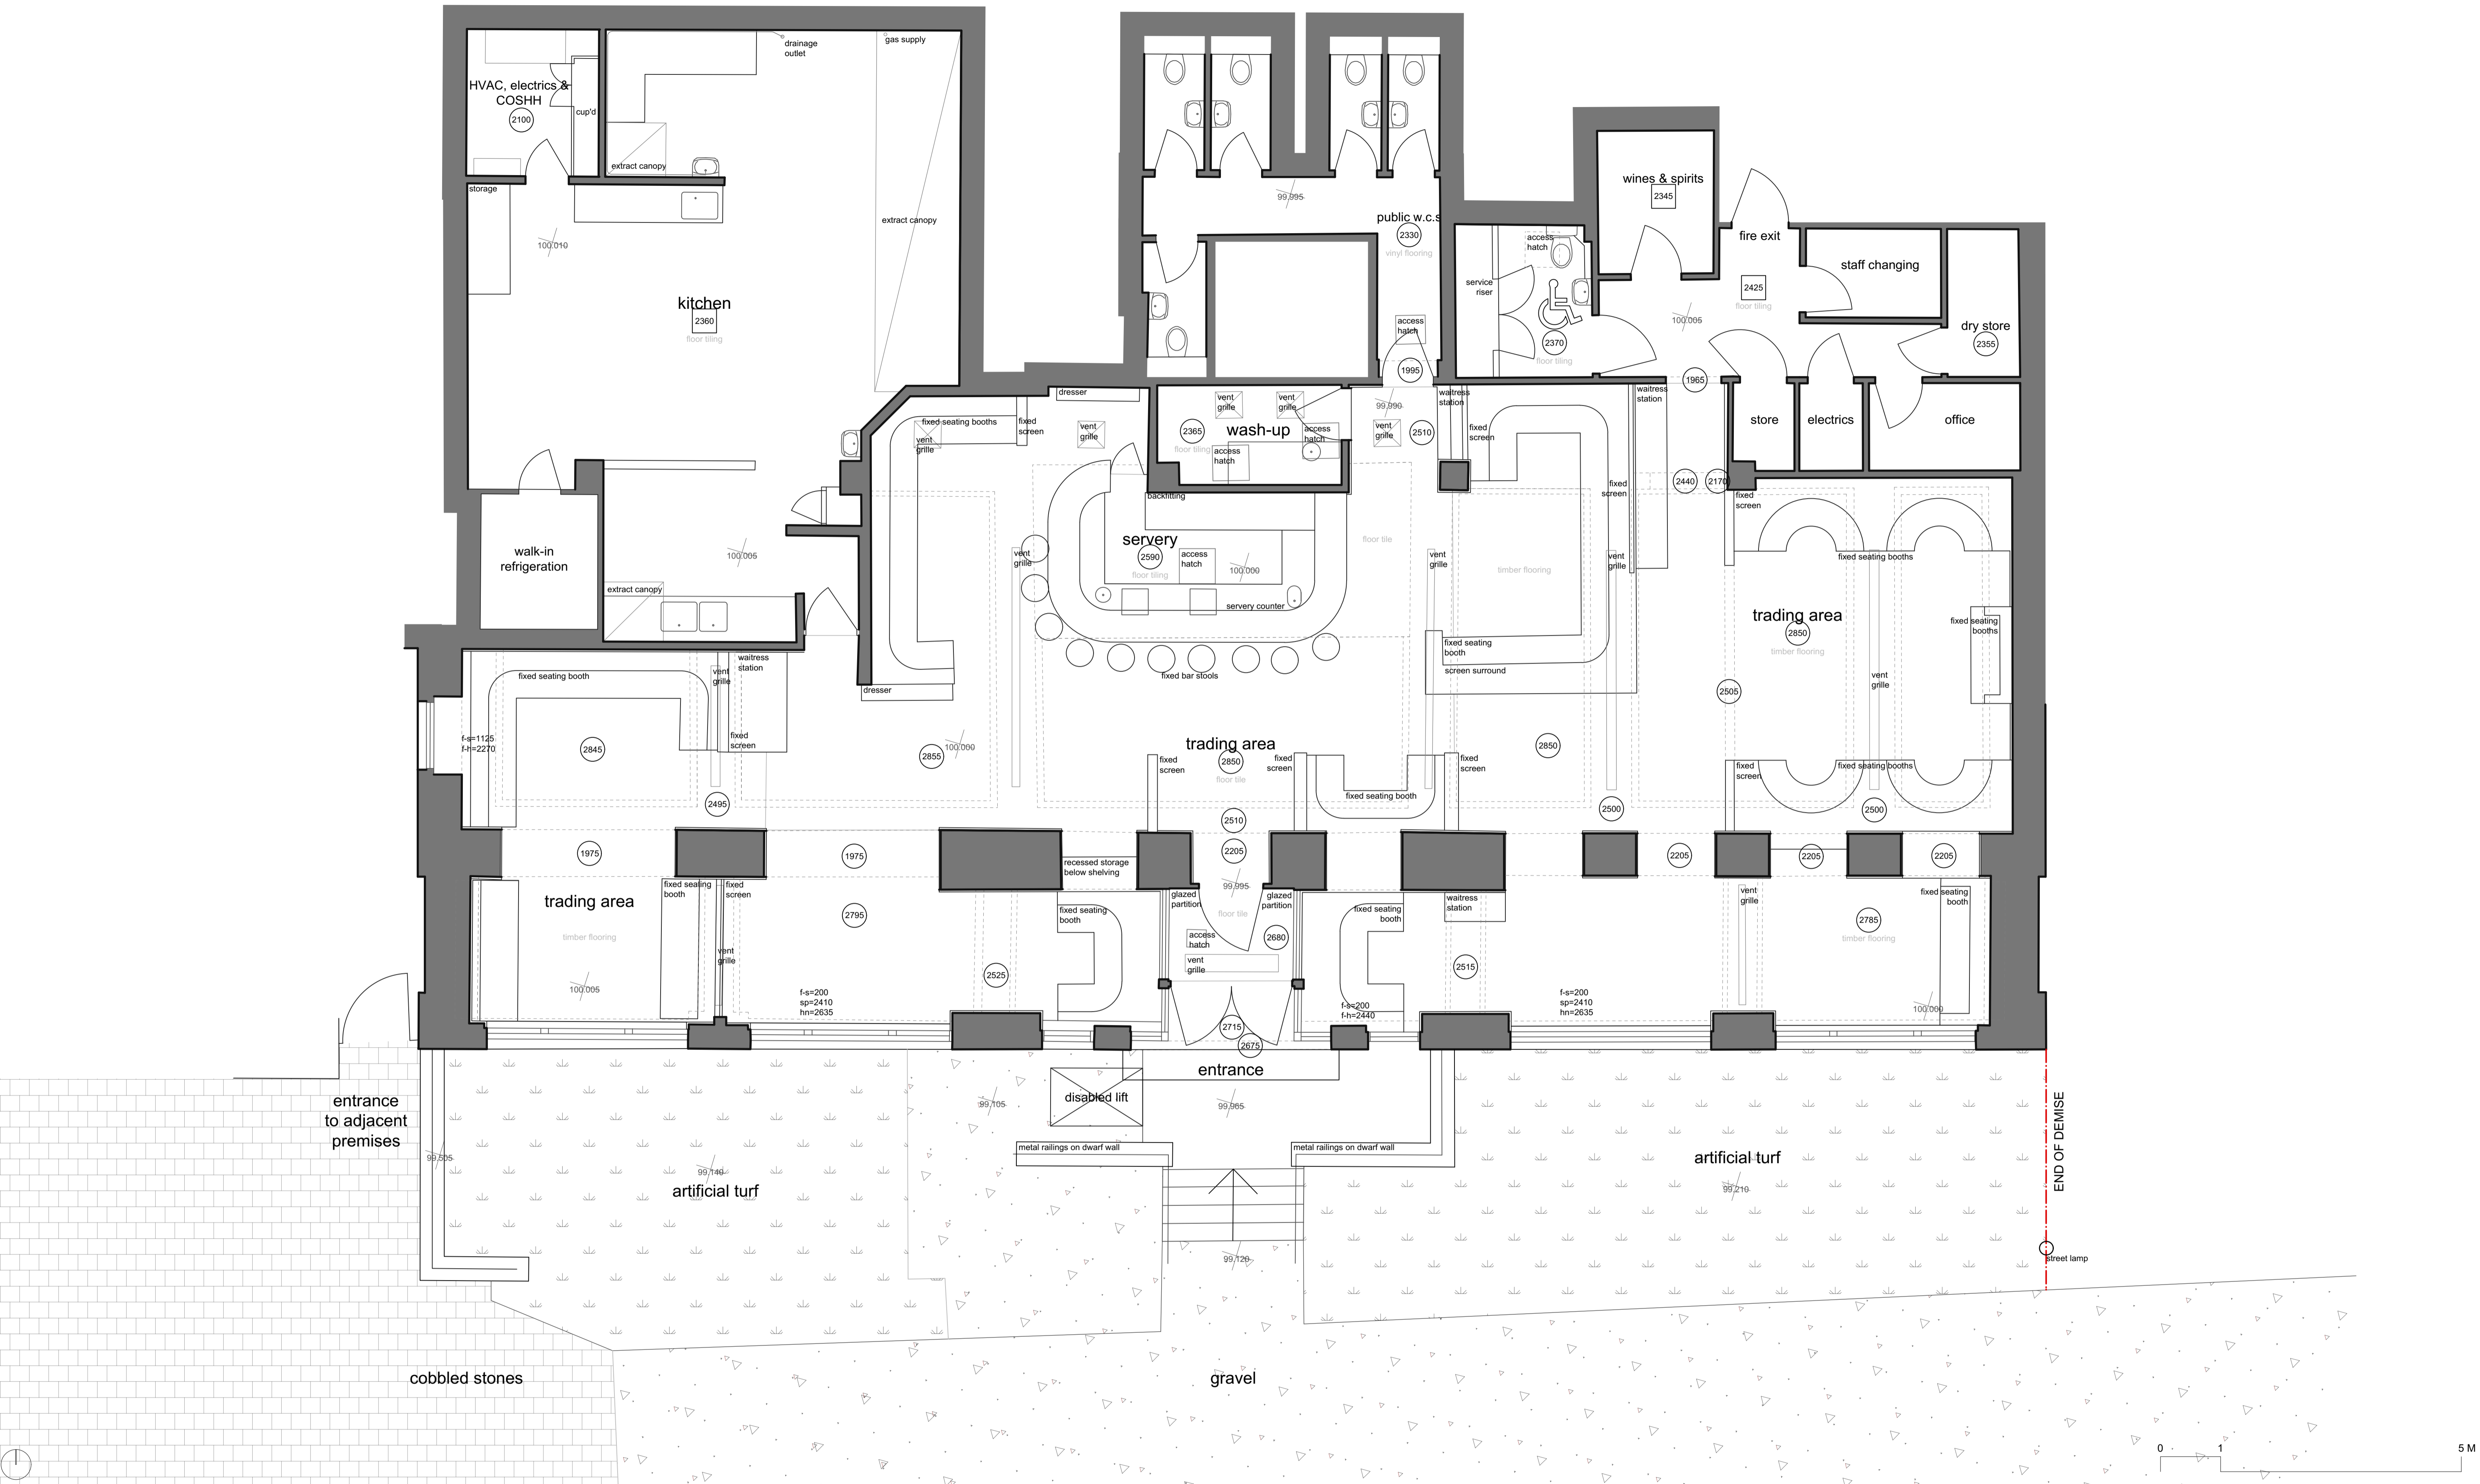 drainage
outlet
gas supply
HVAC, electrics &
COSHH
2100
cup'd
extract canopy
storage
100.010
extract canopy
kitchen
2360
floor tiling
99.995
public w.c.s
2330
vinyl flooring
access
hatch
1995
service
riser
access
hatch
2370
floor tiling
wines & spirits
2345
fire exit
2425
floor tiling
100.005
staff changing
dry store
2355
1965
store
electrics
office
walk-in
refrigeration
100.005
extract canopy
fixed seating booths
vent
grille
fixed
screen
dresser
vent
grille
2365
floor tiling
vent
grille
vent
grille
wash-up
access
hatch
access
hatch
99.990
vent
grille
2510
waitress
station
fixed
screen
waitress
station
fixed
screen
2440
2170
fixed
screen
backfitting
servery
2590
floor tiling
access
hatch
100.000
servery counter
vent
grille
floor tile
vent
grille
timber flooring
vent
grille
fixed seating booths
trading area
2850
timber flooring
fixed seating
booths
vent
grille
2505
fixed bar stools
fixed seating
booth
screen surround
dresser
fixed seating booth
vent
grille
waitress
station
fixed
screen
f-s=1125
f-h=2270
2845
2495
2855
100.000
trading area
2850
floor tile
fixed
screen
fixed
screen
fixed
screen
fixed seating booth
2850
2500
fixed
screen
fixed seating booths
2500
2510
1975
1975
2205
2205
2205
2205
recessed storage
below shelving
99.995
floor tile
trading area
timber flooring
100.005
fixed seating
booth
fixed
screen
vent
grille
2795
2525
f-s=200
sp=2410
hn=2635
fixed seating
booth
glazed
partition
glazed
partition
access
hatch
2680
vent
grille
fixed seating
booth
waitress
station
2515
f-s=200
f-h=2440
f-s=200
sp=2410
hn=2635
vent
grille
2785
timber flooring
fixed seating
booth
100.000
2715
2675
entrance
disabled lift
99.105
99.965
metal railings on dwarf wall
metal railings on dwarf wall
entrance
to adjacent
premises
99.505
99.140
artificial turf
artificial turf
99.210
END OF DEMISE
street lamp
99.120
cobbled stones
gravel
0 1 5 M